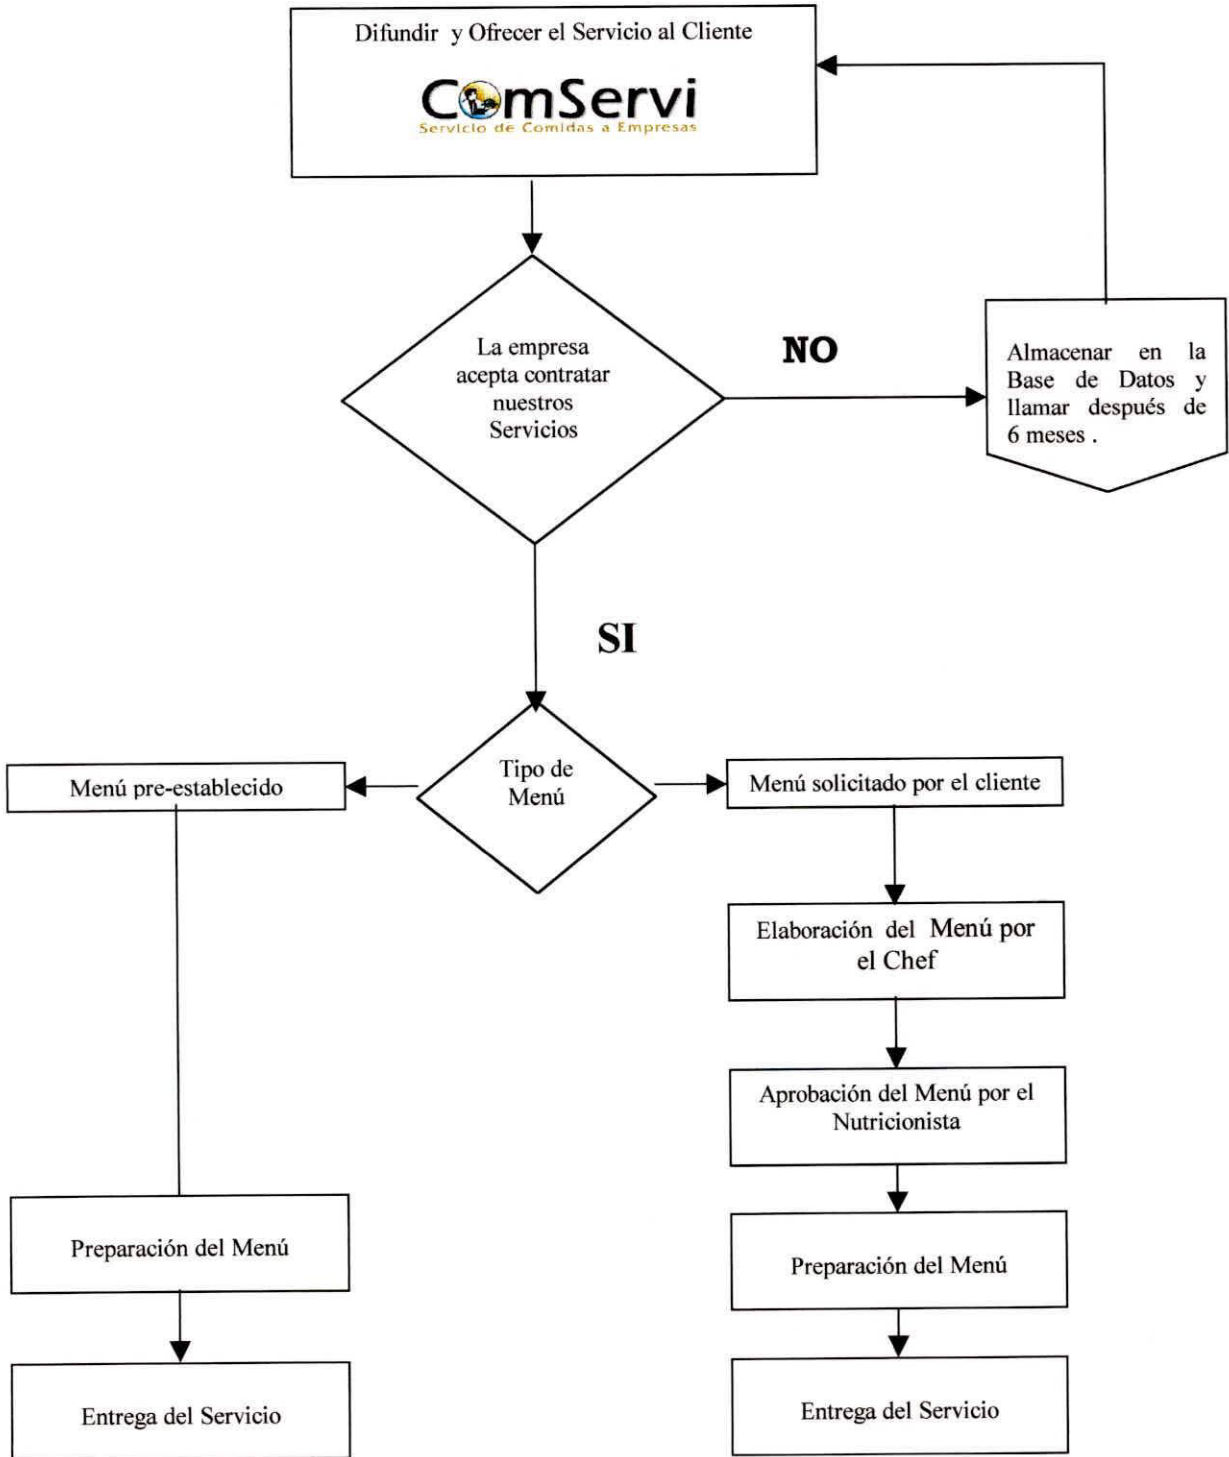 Difundir y Ofrecer el Servicio al Cliente
ComServi
Servicio de Comidas a Empresas
La empresa
acepta contratar
nuestros
Servicios
NO
Almacenar en la
Base de Datos y
llamar después de
6 meses .
SI
Tipo de
Menú
Menú pre-establecido
Menú solicitado por el cliente
Elaboración del Menú por
el Chef
Aprobación del Menú por el
Nutricionista
Preparación del Menú
Preparación del Menú
Entrega del Servicio
Entrega del Servicio